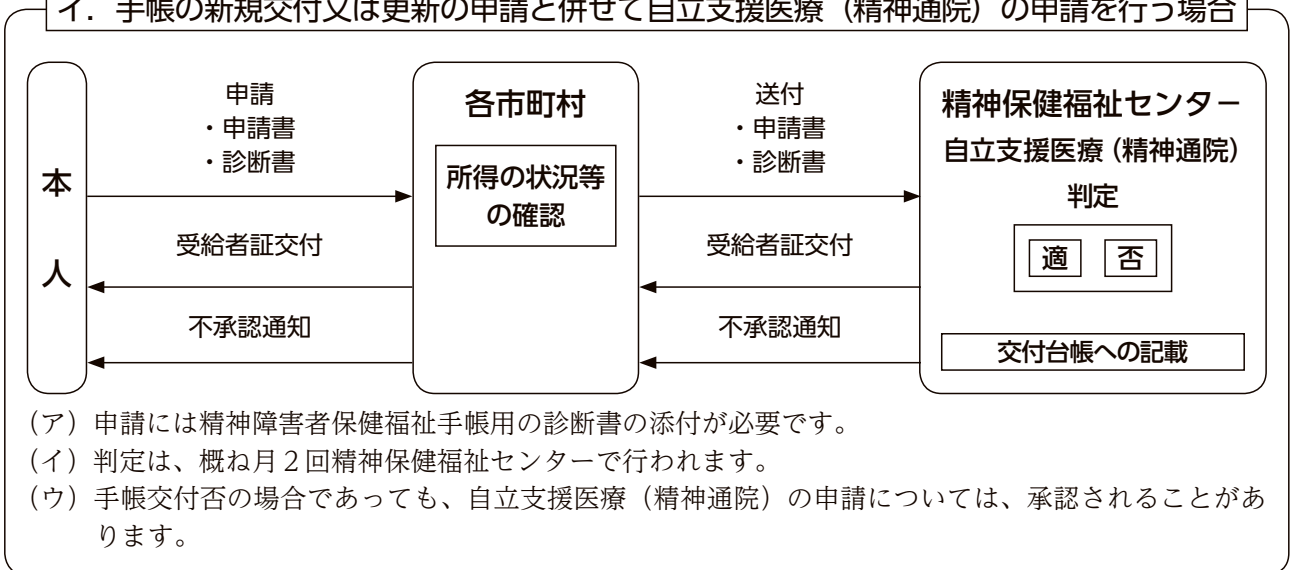 イ．手帳の新規交付又は更新の申請と併せて自立支援医療（精神通院）の申請を行う場合
本人
申請
・申請書
・診断書
受給者証交付
不承認通知
各市町村
所得の状況等
の確認
送付
・申請書
・診断書
受給者証交付
不承認通知
精神保健福祉センター
自立支援医療（精神通院）
判定
適 否
交付台帳への記載
（ア）申請には精神障害者保健福祉手帳用の診断書の添付が必要です。
（イ）判定は、概ね月２回精神保健福祉センターで行われます。
（ウ）手帳交付否の場合であっても、自立支援医療（精神通院）の申請については、承認されることがあ
ります。